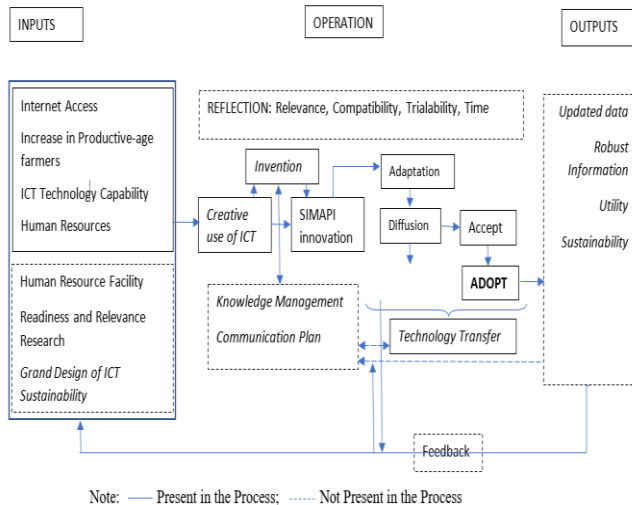 INPUTS
OPERATION
OUTPUTS
Internet Access
Increase in Productive-age
farmers
ICT Technology Capability
Human Resources
Human Resource Facility
Readiness and Relevance
Research
Grand Design of ICT
Sustainability
REFLECTION: Relevance, Compatibility, Trialability, Time
Invention
Creative
use of ICT
SIMAPI
innovation
Adaptation
Diffusion
Accept
ADOPT
Knowledge Management
Communication Plan
Technology Transfer
Updated data
Robust
Information
Utility
Sustainability
Feedback
Note: Present in the Process; Not Present in the Process